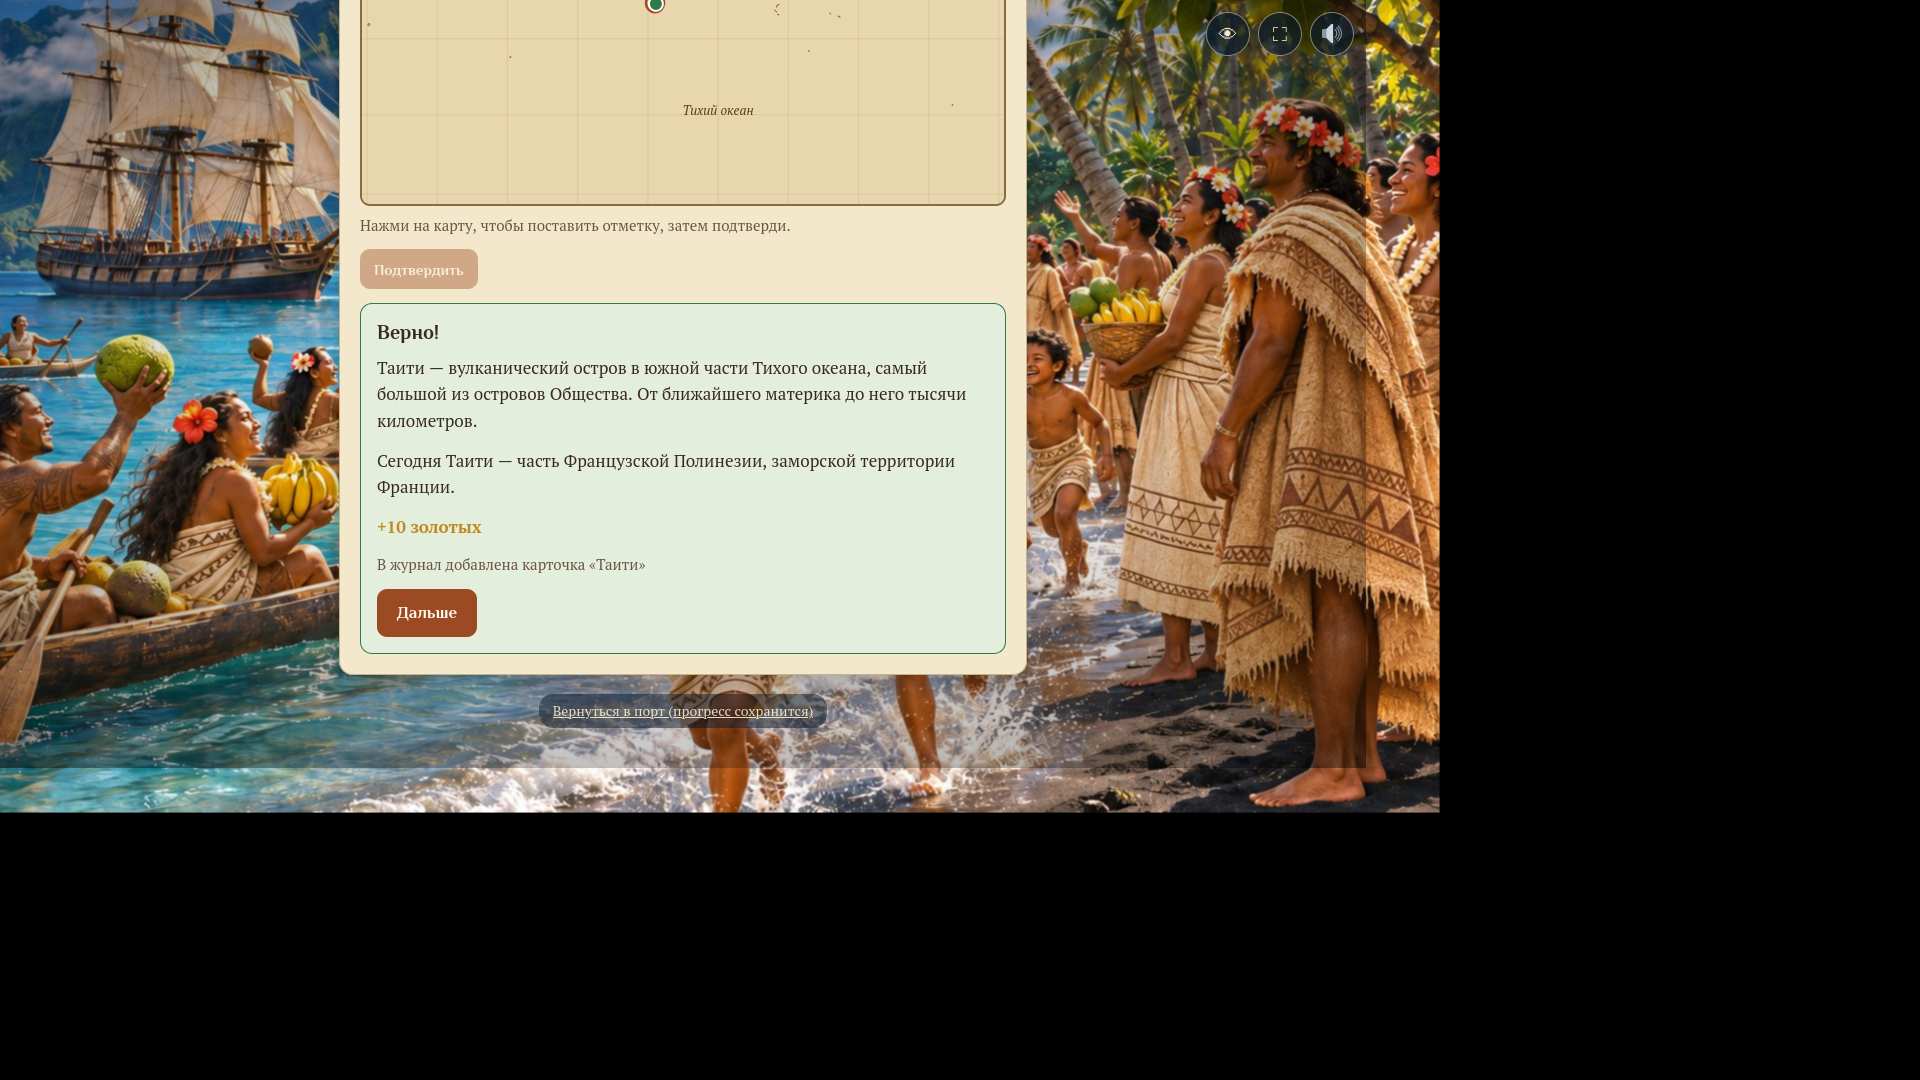 Тихий океан
Нажми на карту, чтобы поставить отметку, затем подтверди.
Подтвердить
Верно!
Таити — вулканический остров в южной части Тихого океана, самый
большой из островов Общества. От ближайшего материка до него тысячи
километров.
Сегодня Таити — часть Французской Полинезии, заморской территории
Франции.
+10 золотых
В журнал добавлена карточка «Таити»
Дальше
Вернуться в порт (прогресс сохранится)